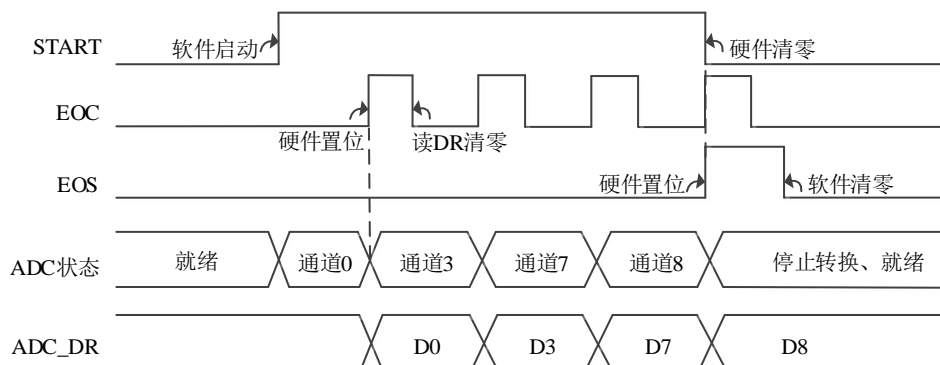 START
软件启动
硬件清零
EOC
硬件置位
读DR清零
EOS
硬件置位
软件清零
ADC状态
就绪
通道0
通道3
通道7
通道8
停止转换、就绪
ADC_DR
D0
D3
D7
D8